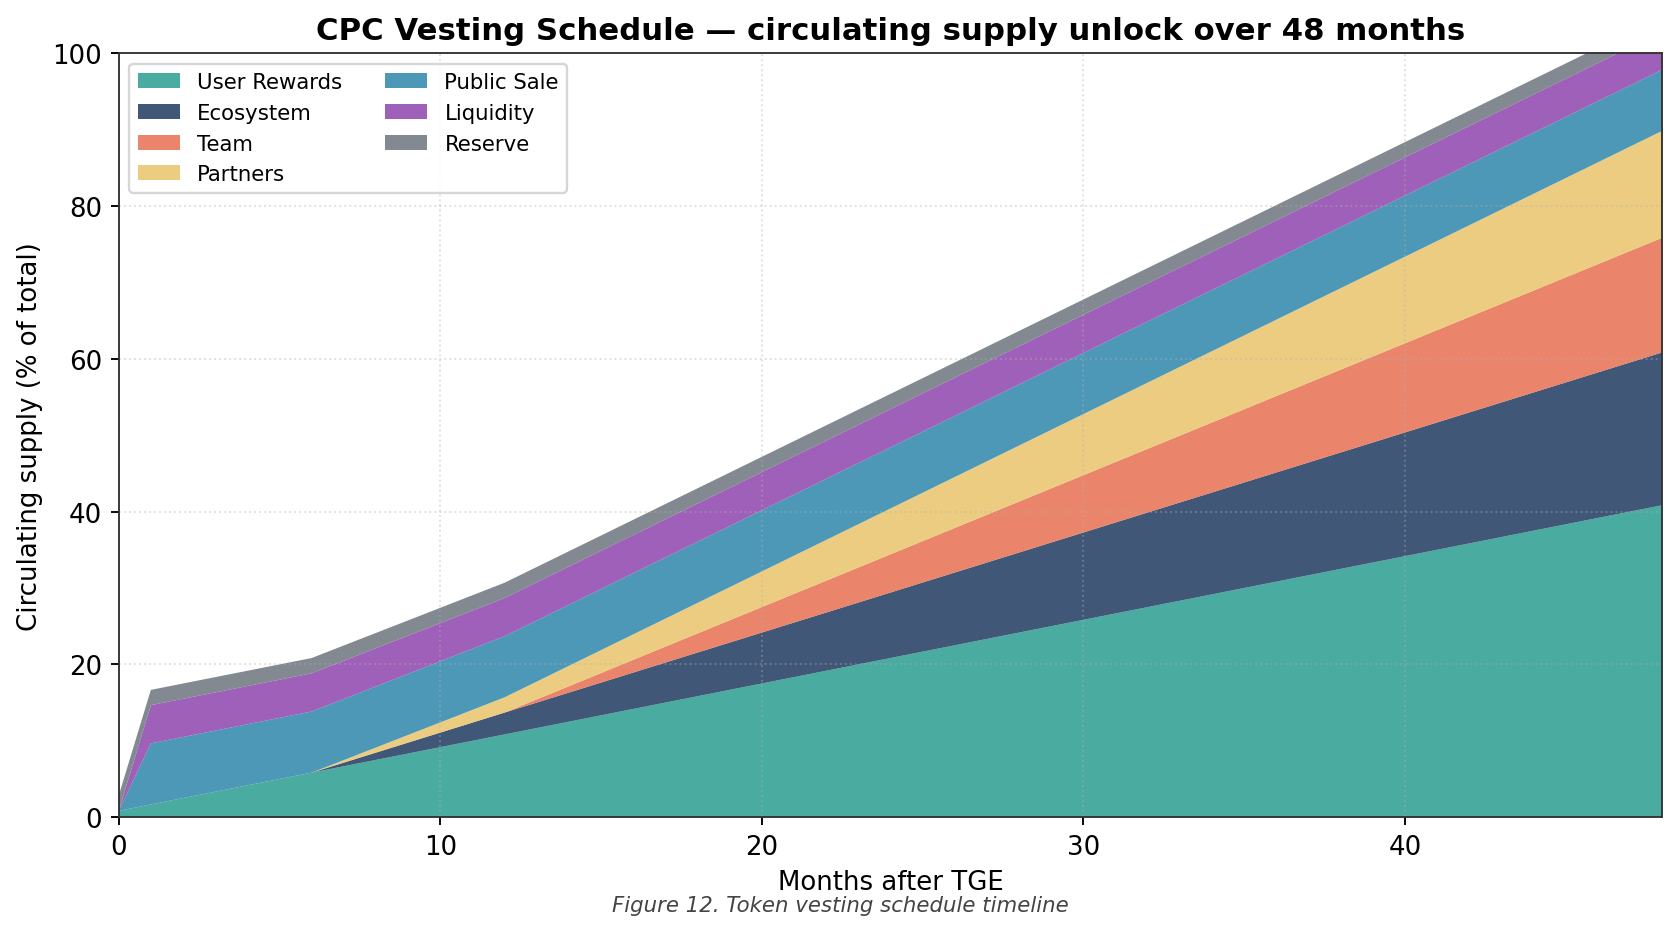 CPC Vesting Schedule — circulating supply unlock over 48 months
User Rewards
Ecosystem
Team
Partners
Public Sale
Liquidity
Reserve
Circulating supply (% of total)
100
80
60
40
20
0
0
10
20
30
40
Months after TGE
Figure 12. Token vesting schedule timeline